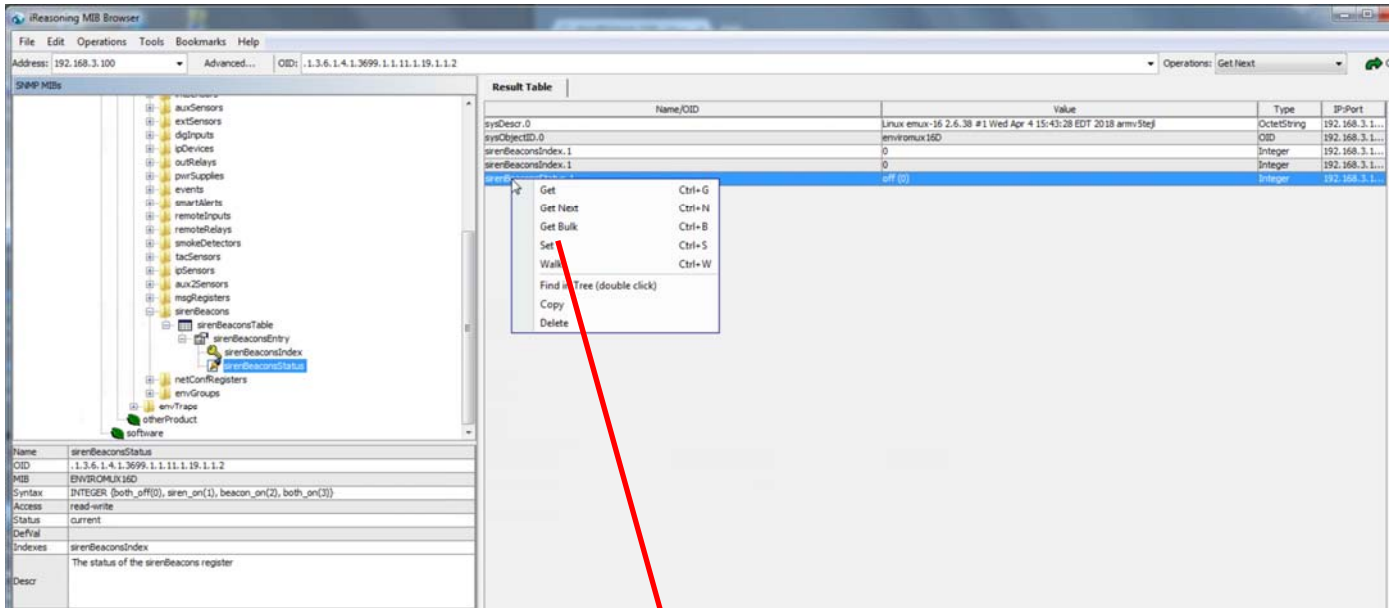 iReasoning MIB Browser
File Edit Operations Tools Bookmarks Help
Address: 192.168.3.100 Advanced... OID: .1.3.6.1.4.1.3699.1.1.11.1.19.1.1.2 Operations: Get Next
SNMP MIBs
Result Table
auxSensors
extSensors
digInputs
ipDevices
outRelays
pwrSupplies
events
smartAlerts
remoteInputs
remoteRelays
smokeDetectors
tacSensors
ipSensors
aux2Sensors
msgRegisters
sirenBeacons
sirenBeaconsTable
sirenBeaconsEntry
sirenBeaconsIndex
sirenBeaconsStatus
netConfRegisters
envGroups
envTraps
otherProduct
software
Name/OID Value Type IP:Port
sysDescr.0 Linux emux-16 2.6.38 #1 Wed Apr 4 15:43:28 EDT 2018 armv5tejl OctetString 192.168.3.1...
sysObjectID.0 enviromux16D OID 192.168.3.1...
sirenBeaconsIndex.1 0 Integer 192.168.3.1...
sirenBeaconsIndex.1 0 Integer 192.168.3.1...
off (0) Integer 192.168.3.1...
Get Ctrl+G
Get Next Ctrl+N
Get Bulk Ctrl+B
Set Ctrl+S
Walk Ctrl+W
Find in Tree (double click)
Copy
Delete
Name sirenBeaconsStatus
OID .1.3.6.1.4.1.3699.1.1.11.1.19.1.1.2
MIB ENVIROMUX16D
Syntax INTEGER {both_off(0), siren_on(1), beacon_on(2), both_on(3)}
Access read-write
Status current
DefVal
Indexes sirenBeaconsIndex
Descr The status of the sirenBeacons register